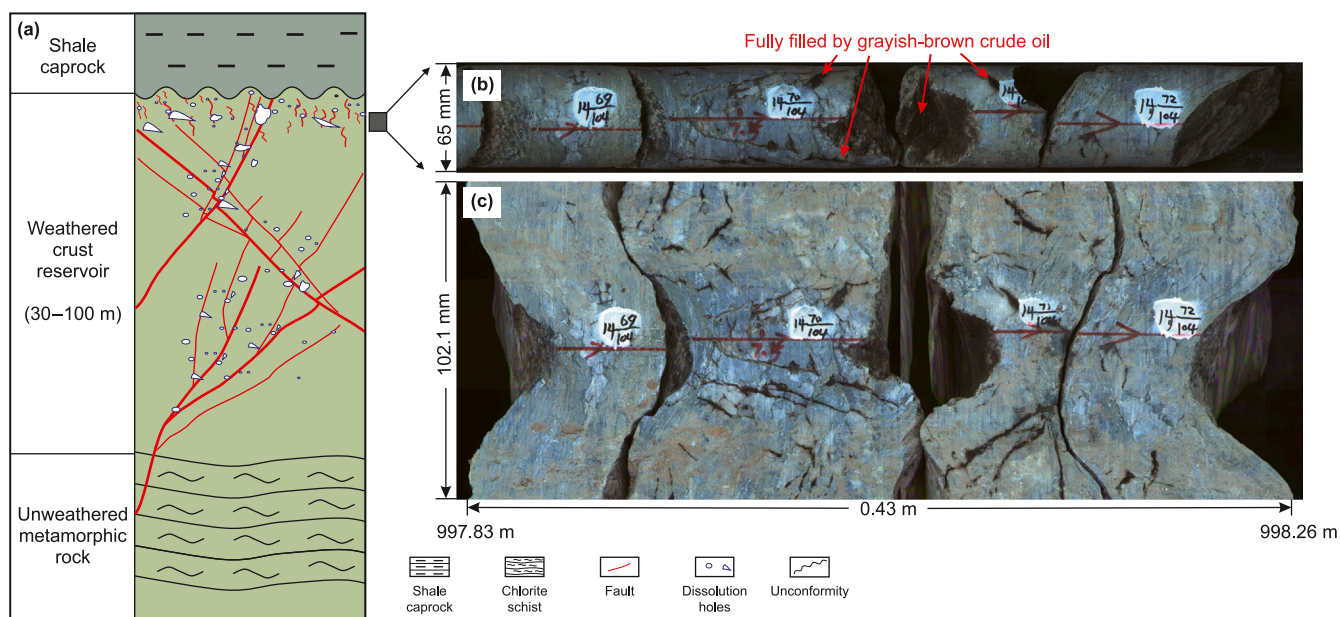 (a)
Shale
caprock
Weathered
crust
reservoir
(30–100 m)
Unweathered
metamorphic
rock
Fully filled by grayish-brown crude oil
(b)
65 mm
14 69/104
14 70/104
14 72/104
(c)
102.1 mm
14 69/104
14 70/104
14 71/104
14 72/104
0.43 m
997.83 m
998.26 m
Shale
caprock
Chlorite
schist
Fault
Dissolution
holes
Unconformity